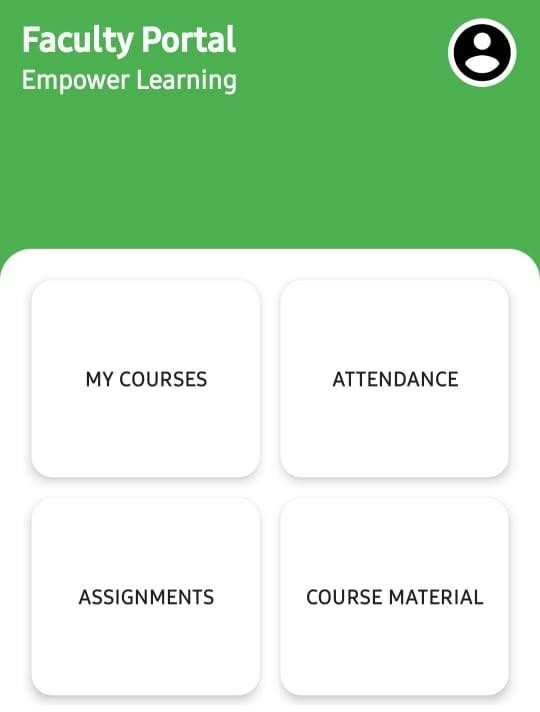 Faculty Portal
Empower Learning
MY COURSES
ATTENDANCE
ASSIGNMENTS
COURSE MATERIAL